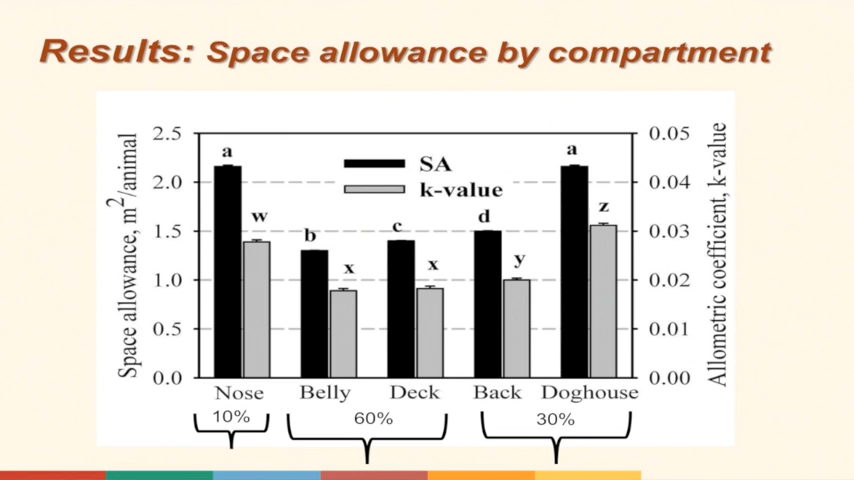 Results: Space allowance by compartment
Space allowance, m2/animal
2.5
2.0
1.5
1.0
0.5
0.0
SA
k-value
a
w
b
x
c
x
d
y
a
z
0.05
0.04
0.03
0.02
0.01
0.00
Allometric coefficient, k-value
Nose Belly Deck Back Doghouse
10% 60% 30%